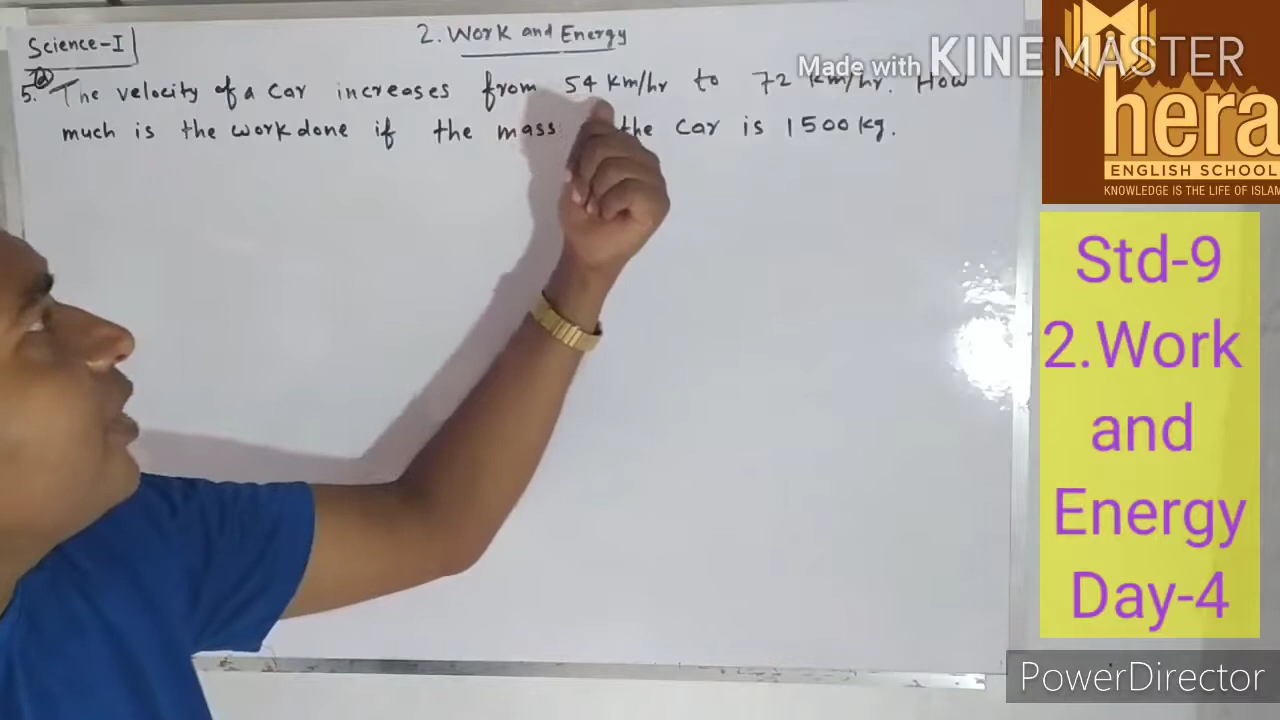 Science-I
2. Work and Energy
5. d The velocity of a car increases from 54 km/hr to 72 km/hr. How
much is the work done if the mass the car is 1500 kg.
Made with KINEMASTER
hera
ENGLISH SCHOOL
KNOWLEDGE IS THE LIFE OF ISLAM
Std-9
2.Work
and
Energy
Day-4
PowerDirector